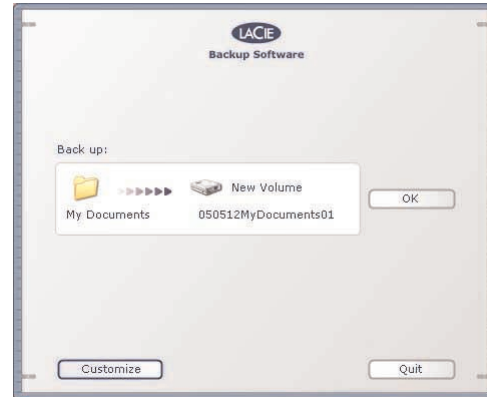 LACIE
Backup Software
Back up:
New Volume
My Documents
050512MyDocuments01
OK
Customize
Quit